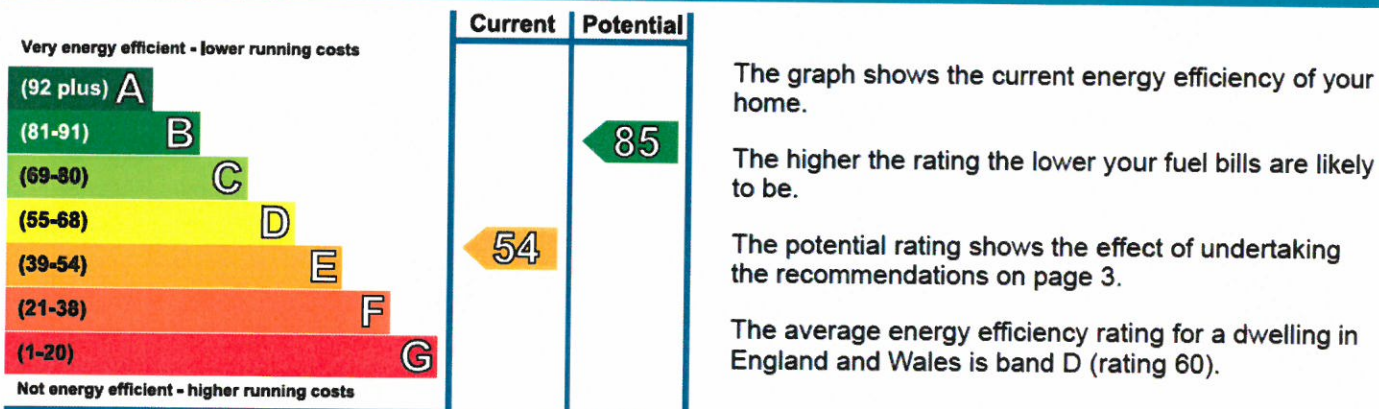 Current Potential
Very energy efficient - lower running costs
(92 plus) A
(81-91) B
(69-80) C
(55-68) D
(39-54) E
(21-38) F
(1-20) G
Not energy efficient - higher running costs
85
54
The graph shows the current energy efficiency of your
home.
The higher the rating the lower your fuel bills are likely
to be.
The potential rating shows the effect of undertaking
the recommendations on page 3.
The average energy efficiency rating for a dwelling in
England and Wales is band D (rating 60).